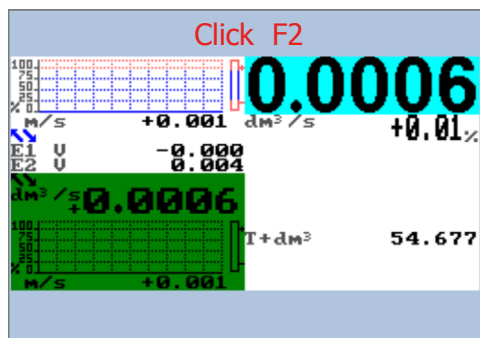 Click F2
100
75
50
25
% 0
0.0006
m/s +0.001 dm³/s +0.01%
E1 V -0.000
E2 V 0.004
dm³/s +0.0006
100
75
50
25
% 0
T+dm³ 54.677
m/s +0.001